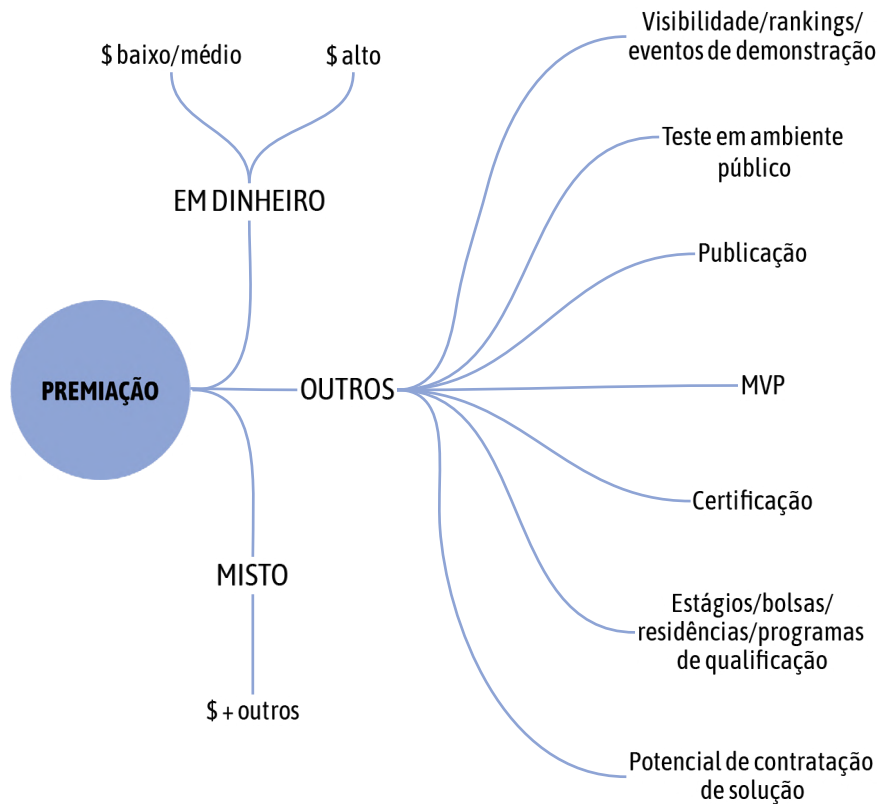 $ baixo/médio
$ alto
EM DINHEIRO
PREMIAÇÃO
OUTROS
MISTO
$ + outros
Visibilidade/rankings/
eventos de demonstração
Teste em ambiente
público
Publicação
MVP
Certificação
Estágios/bolsas/
residências/programas
de qualificação
Potencial de contratação
de solução